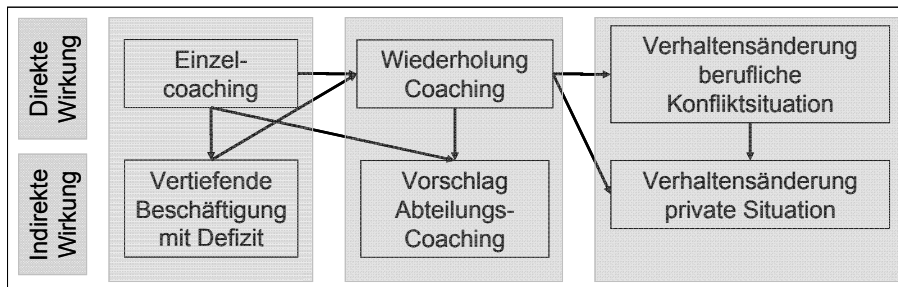 Direkte
Wirkung
Einzel-
coaching
Wiederholung
Coaching
Verhaltensänderung
berufliche
Konfliktsituation
Indirekte
Wirkung
Vertiefende
Beschäftigung
mit Defizit
Vorschlag
Abteilungs-
Coaching
Verhaltensänderung
private Situation